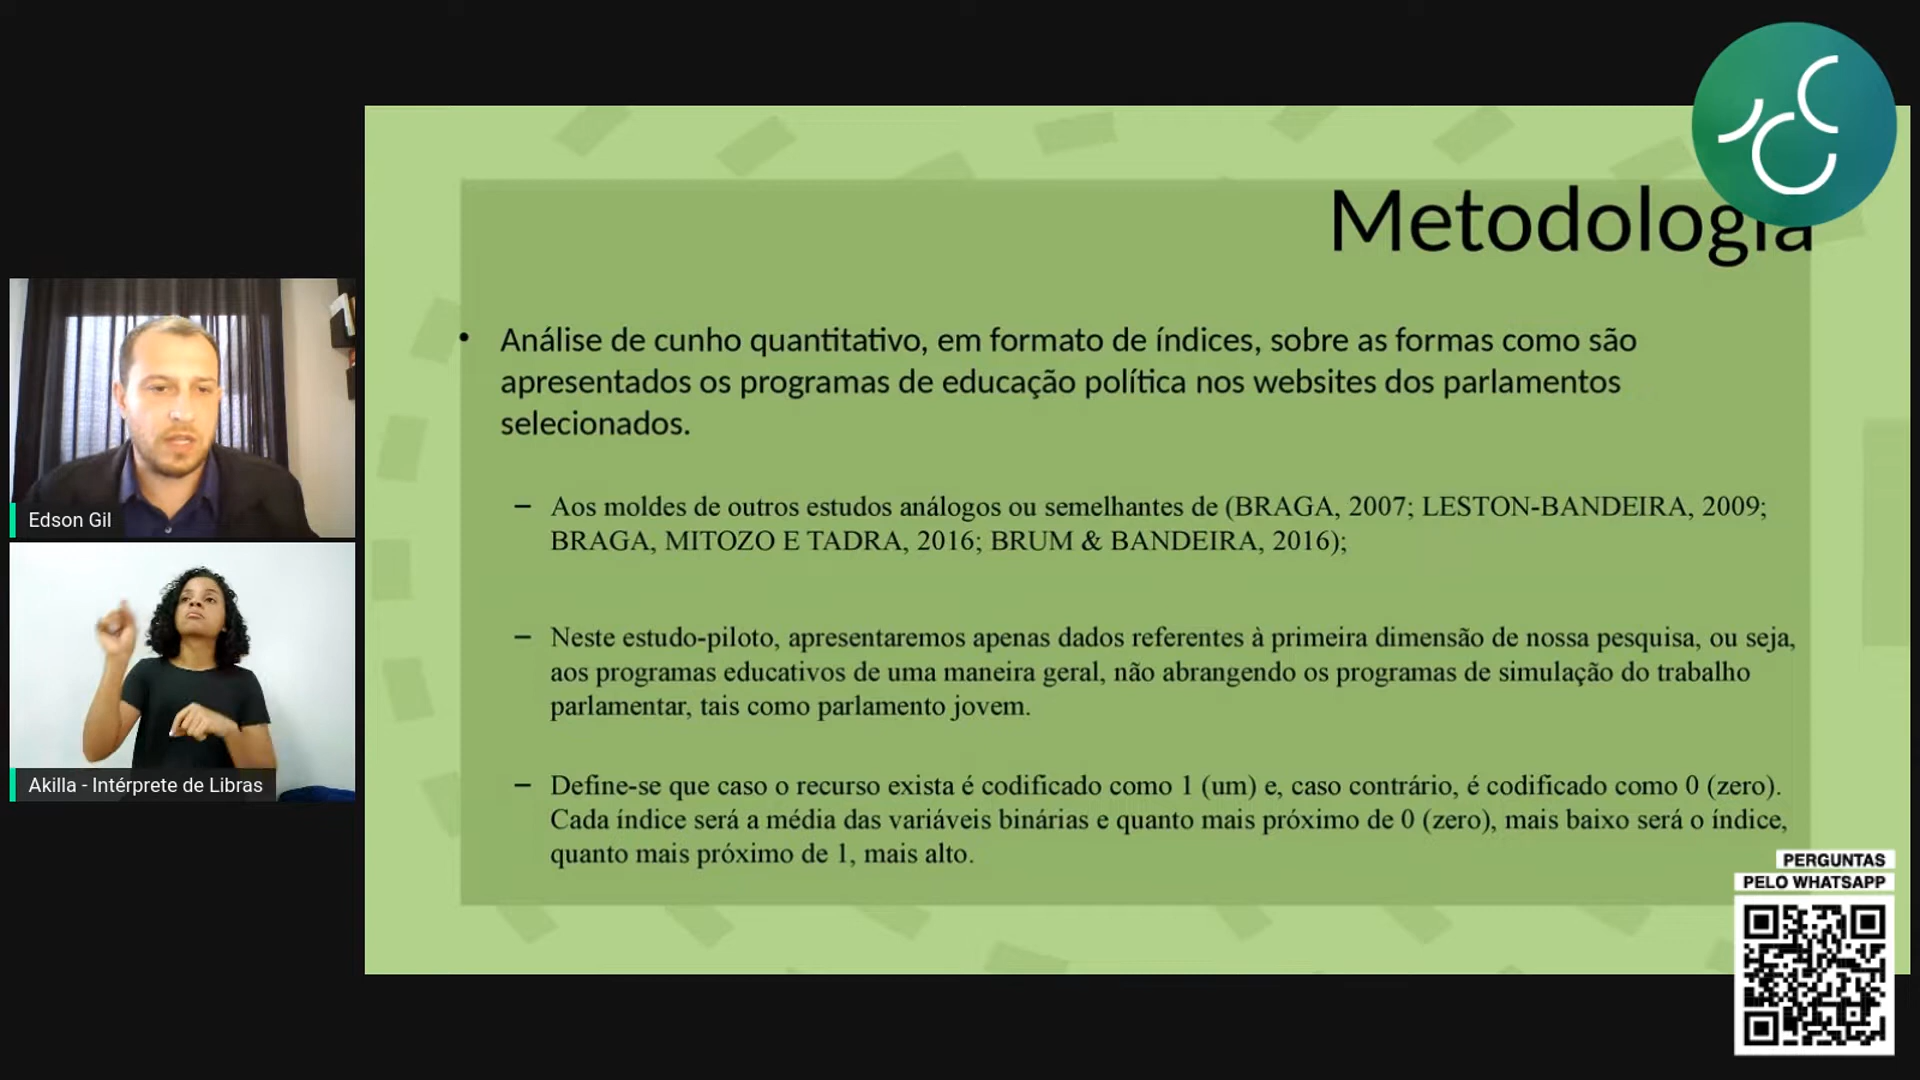 Metodologia
• Análise de cunho quantitativo, em formato de índices, sobre as formas como são
apresentados os programas de educação política nos websites dos parlamentos
selecionados.
– Aos moldes de outros estudos análogos ou semelhantes de (BRAGA, 2007; LESTON-BANDEIRA, 2009;
BRAGA, MITOZO E TADRA, 2016; BRUM & BANDEIRA, 2016);
– Neste estudo-piloto, apresentaremos apenas dados referentes à primeira dimensão de nossa pesquisa, ou seja,
aos programas educativos de uma maneira geral, não abrangendo os programas de simulação do trabalho
parlamentar, tais como parlamento jovem.
– Define-se que caso o recurso exista é codificado como 1 (um) e, caso contrário, é codificado como 0 (zero).
Cada índice será a média das variáveis binárias e quanto mais próximo de 0 (zero), mais baixo será o índice,
quanto mais próximo de 1, mais alto.
Edson Gil
Akilla - Intérprete de Libras
PERGUNTAS
PELO WHATSAPP